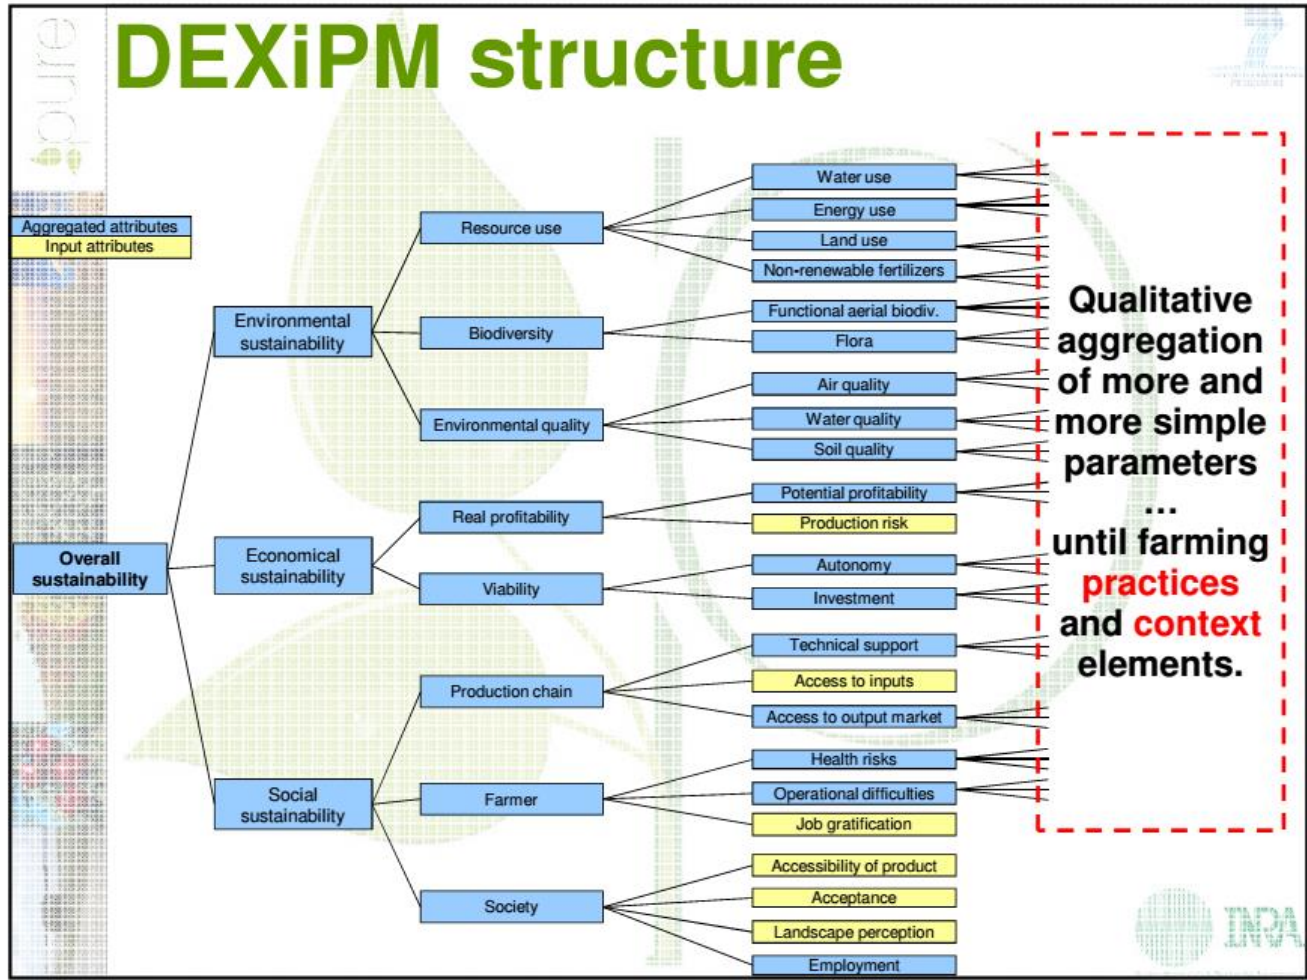 pure
DEXiPM structure
Aggregated attributes
Input attributes
Overall
sustainability
Environmental
sustainability
Economical
sustainability
Social
sustainability
Resource use
Biodiversity
Environmental quality
Real profitability
Viability
Production chain
Farmer
Society
Water use
Energy use
Land use
Non-renewable fertilizers
Functional aerial biodiv.
Flora
Air quality
Water quality
Soil quality
Potential profitability
Production risk
Autonomy
Investment
Technical support
Access to inputs
Access to output market
Health risks
Operational difficulties
Job gratification
Accessibility of product
Acceptance
Landscape perception
Employment
Qualitative
aggregation
of more and
more simple
parameters
...
until farming
practices
and context
elements.
INRA